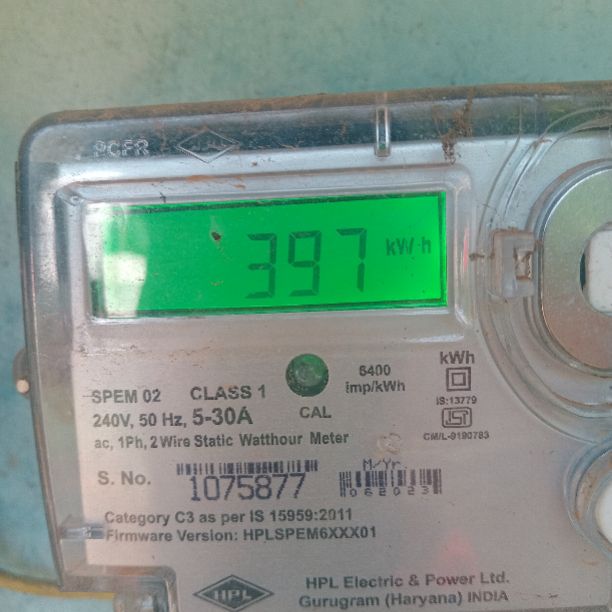 397 kW·h
kWh
6400
imp/kWh
IS:13779
CM/L-9190783
SPEM 02 CLASS 1
CAL
240V, 50 Hz, 5-30A
ac, 1Ph, 2 Wire Static Watthour Meter
M/Yr.
S. No. 1075877 062023
Category C3 as per IS 15959:2011
Firmware Version: HPLSPEM6XXX01
HPL
HPL Electric & Power Ltd.
Gurugram (Haryana) INDIA